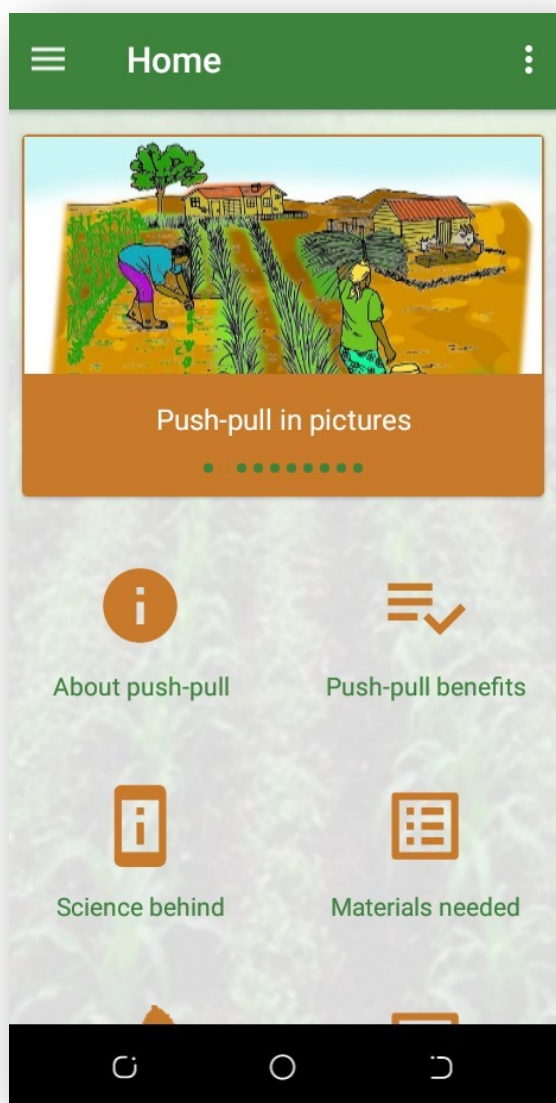 Home
Push-pull in pictures
About push-pull
Push-pull benefits
Science behind
Materials needed